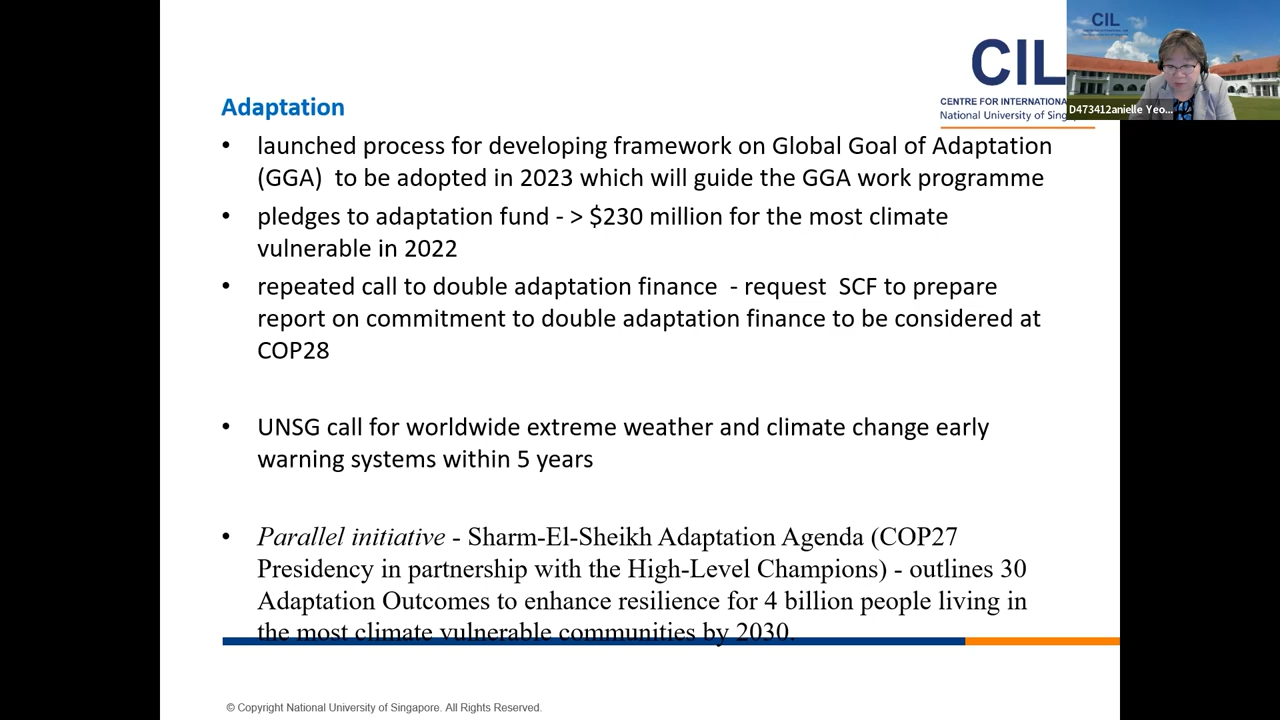 CIL
CENTRE FOR INTERNATIONA
National University of Sing
CIL
D473412anielle Yeo...
Adaptation
• launched process for developing framework on Global Goal of Adaptation
(GGA) to be adopted in 2023 which will guide the GGA work programme
• pledges to adaptation fund - > $230 million for the most climate
vulnerable in 2022
• repeated call to double adaptation finance - request SCF to prepare
report on commitment to double adaptation finance to be considered at
COP28
• UNSG call for worldwide extreme weather and climate change early
warning systems within 5 years
• Parallel initiative - Sharm-El-Sheikh Adaptation Agenda (COP27
Presidency in partnership with the High-Level Champions) - outlines 30
Adaptation Outcomes to enhance resilience for 4 billion people living in
the most climate vulnerable communities by 2030.
© Copyright National University of Singapore. All Rights Reserved.